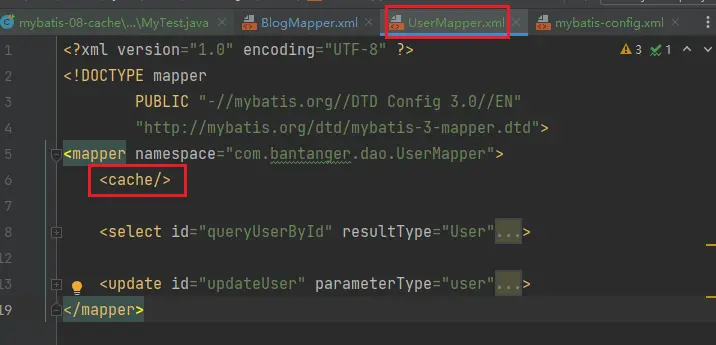 mybatis-08-cache\...\MyTest.java BlogMapper.xml UserMapper.xml mybatis-config.xml
1 <?xml version="1.0" encoding="UTF-8" ?> 3 1
2 <!DOCTYPE mapper
3 PUBLIC "-//mybatis.org//DTD Config 3.0//EN"
4 "http://mybatis.org/dtd/mybatis-3-mapper.dtd">
5 <mapper namespace="com.bantanger.dao.UserMapper">
6 <cache/>
7
8 <select id="queryUserById" resultType="User"...>
12
13 <update id="updateUser" parameterType="user"...>
19 </mapper>